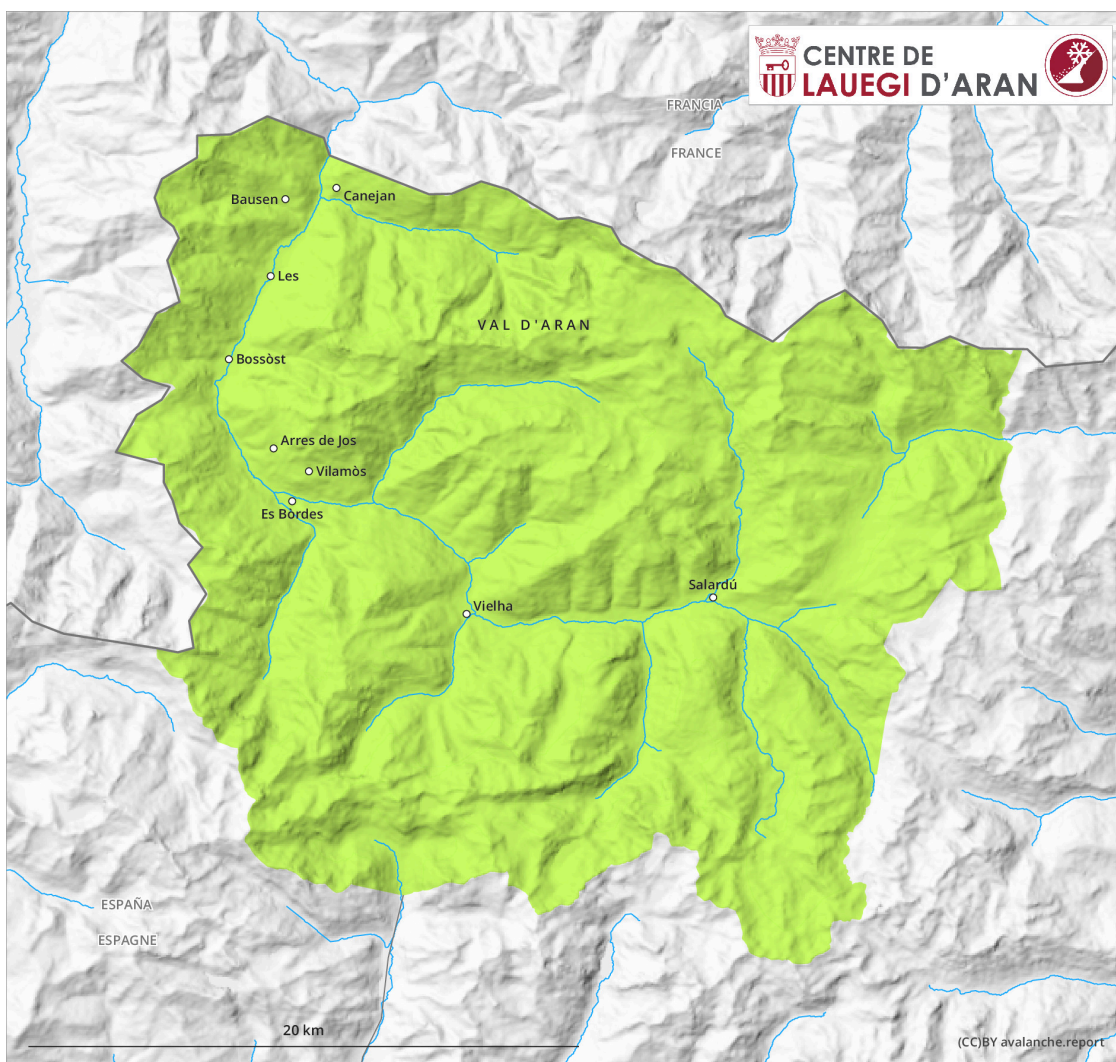 CENTRE DE
LAUEGI D'ARAN
FRANCIA
FRANCE
Bausen
Canejan
Les
VAL D'ARAN
Bossòst
Arres de Jos
Vilamòs
Es Bòrdes
Salardú
Vielha
ESPAÑA
ESPAGNE
20 km
(CC)BY avalanche.report